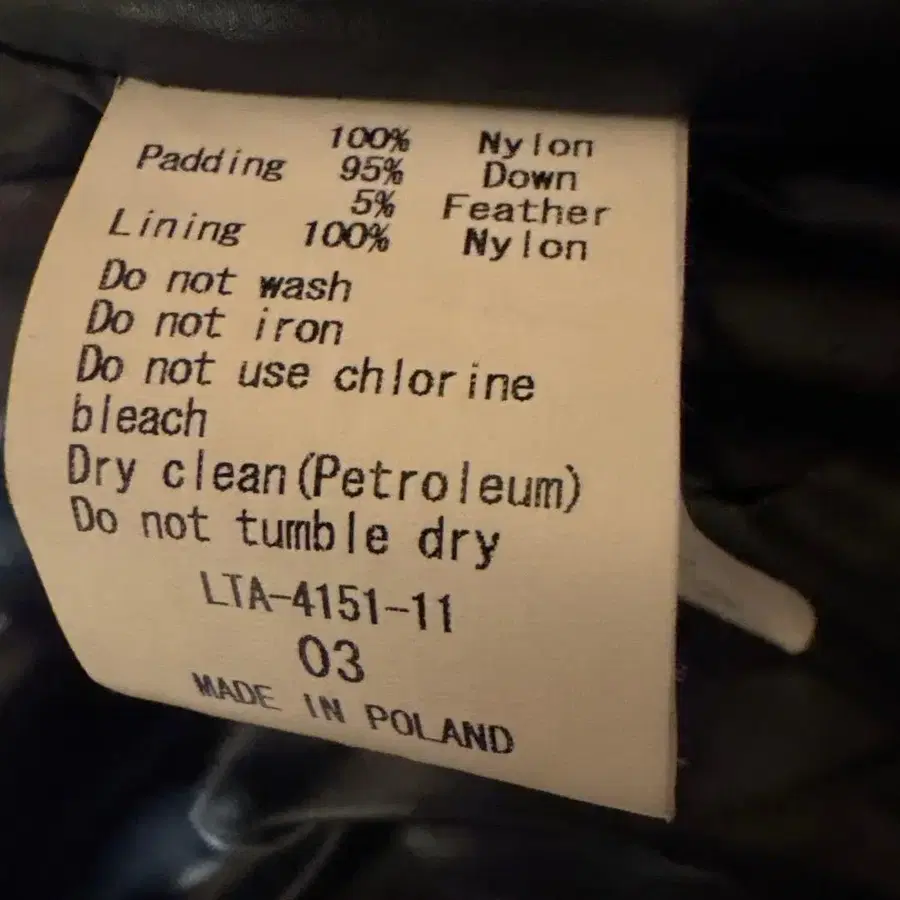 100% Nylon
Padding 95% Down
5% Feather
Lining 100% Nylon
Do not wash
Do not iron
Do not use chlorine
bleach
Dry clean(Petroleum)
Do not tumble dry
LTA-4151-11
03
MADE IN POLAND